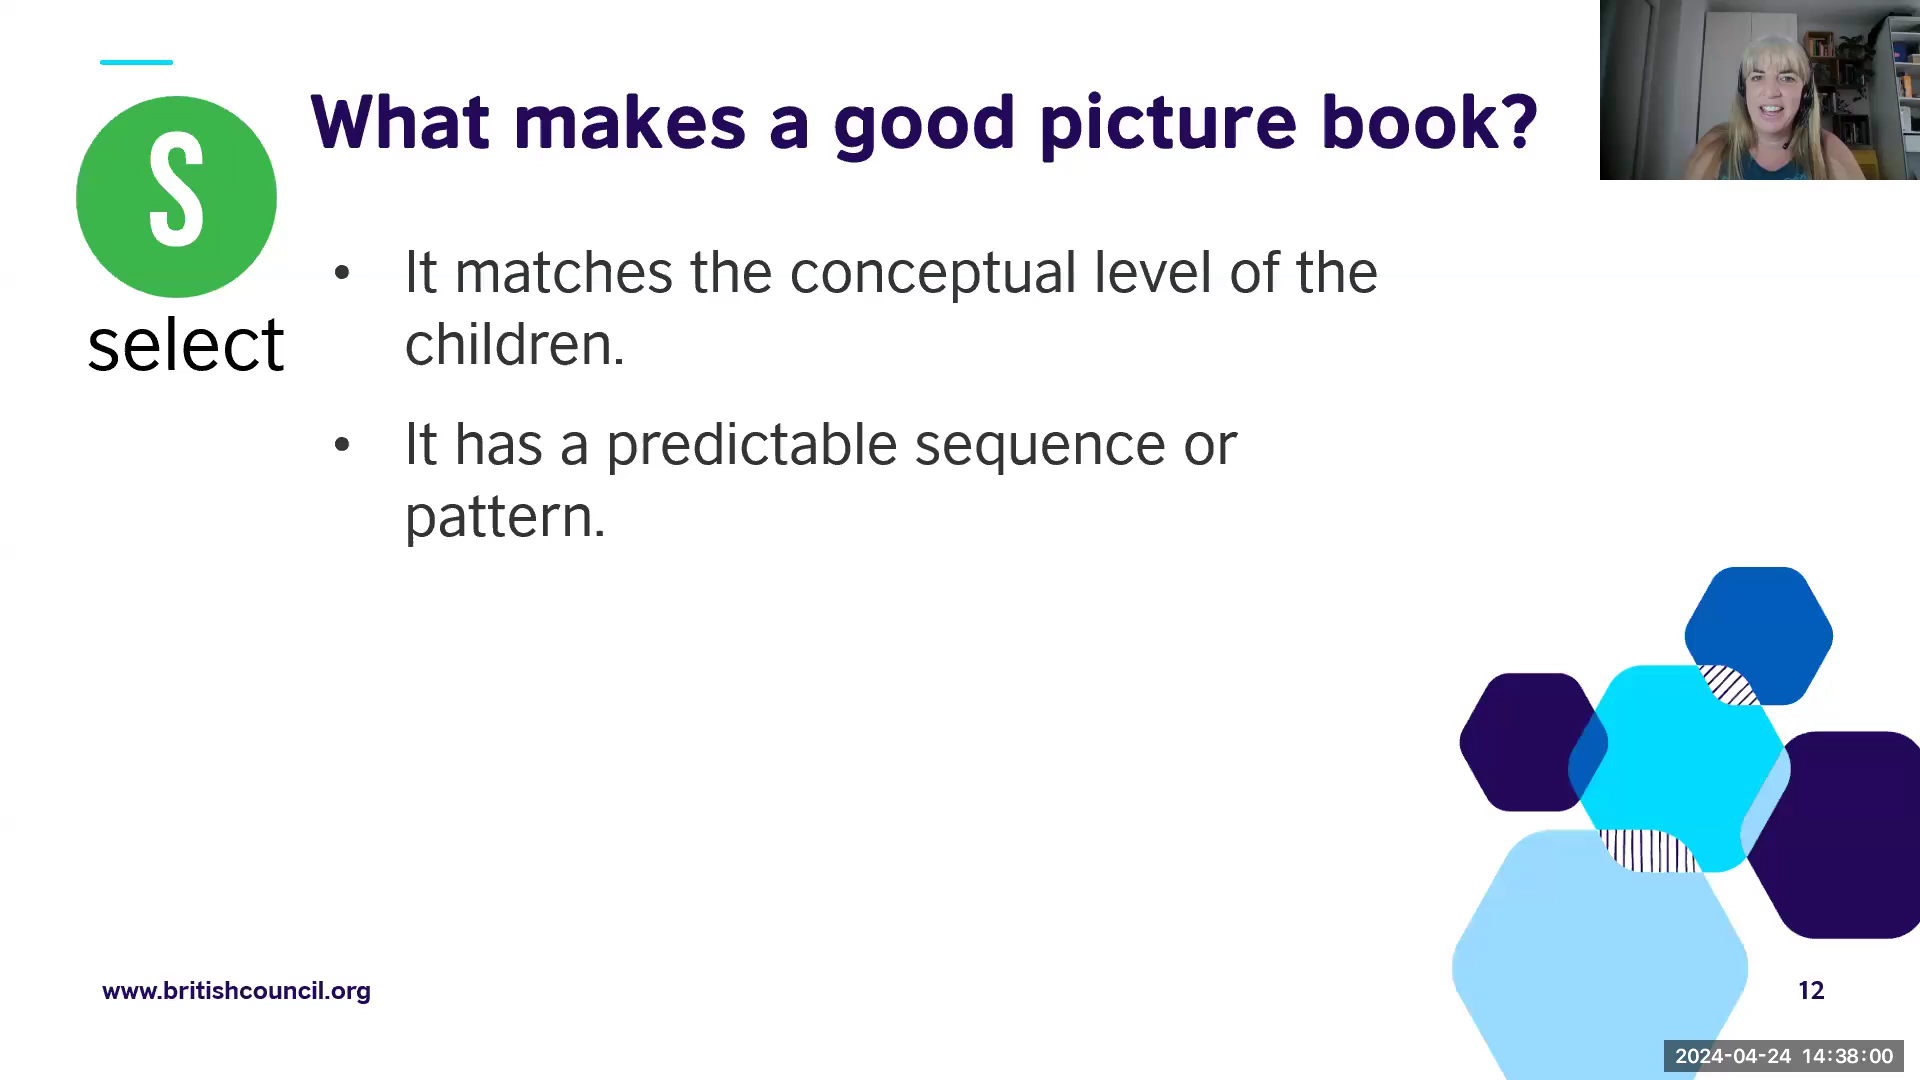 What makes a good picture book?
S
select
• It matches the conceptual level of the
children.
• It has a predictable sequence or
pattern.
www.britishcouncil.org
12
2024-04-24 14:38:00